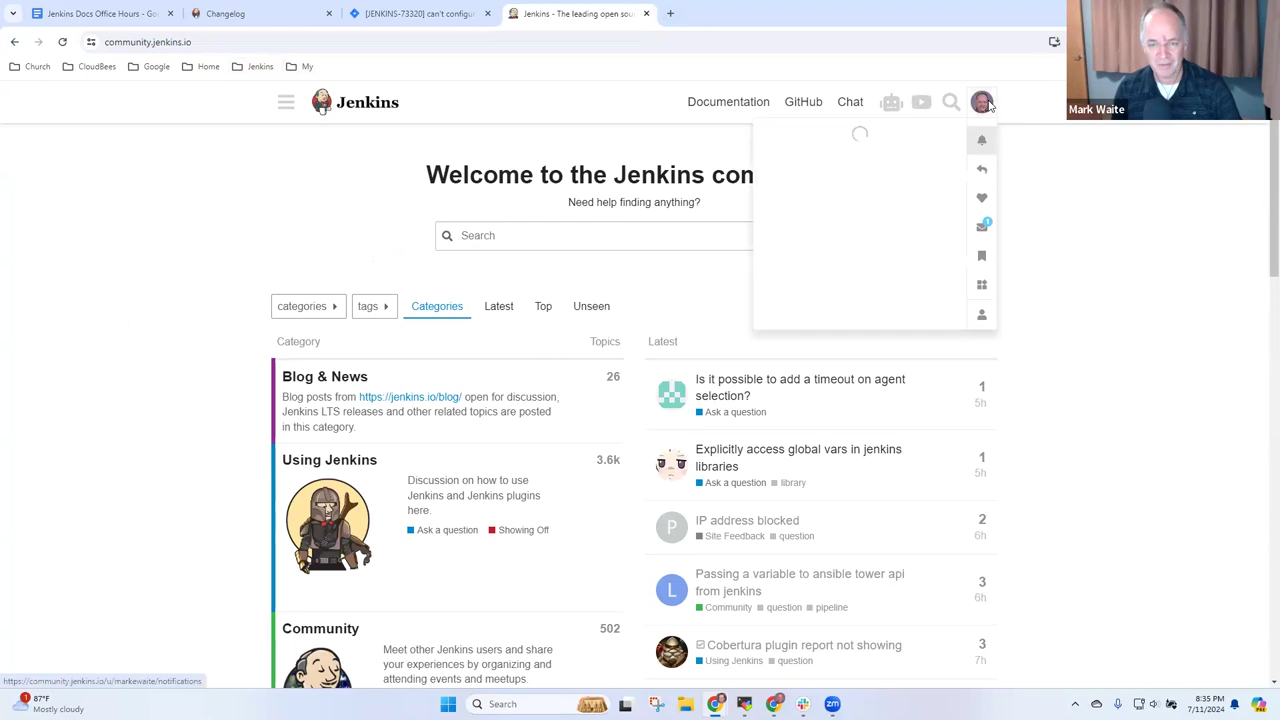 Jenkins Docs Office Hours - G
Changelog
[JENKINS-73320] can't configur
Jenkins - The leading open sou
community.jenkins.io
Church
CloudBees
Google
Home
Jenkins
My
Mark Waite
Jenkins
Documentation
GitHub
Chat
Welcome to the Jenkins com
Need help finding anything?
Search
1
categories
tags
Categories
Latest
Top
Unseen
Category
Topics
Latest
Blog & News
26
Blog posts from https://jenkins.io/blog/ open for discussion,
Jenkins LTS releases and other related topics are posted
in this category.
Using Jenkins
3.6k
Discussion on how to use
Jenkins and Jenkins plugins
here.
Ask a question
Showing Off
Community
502
Meet other Jenkins users and share
your experiences by organizing and
attending events and meetups.
Is it possible to add a timeout on agent
selection?
Ask a question
1
5h
Explicitly access global vars in jenkins
libraries
Ask a question
library
1
5h
P
IP address blocked
Site Feedback
question
2
6h
L
Passing a variable to ansible tower api
from jenkins
Community
question
pipeline
3
6h
Cobertura plugin report not showing
Using Jenkins
question
3
7h
https://community.jenkins.io/u/markewaite/notifications
1
87°F
Mostly cloudy
Search
zm
8:35 PM
7/11/2024